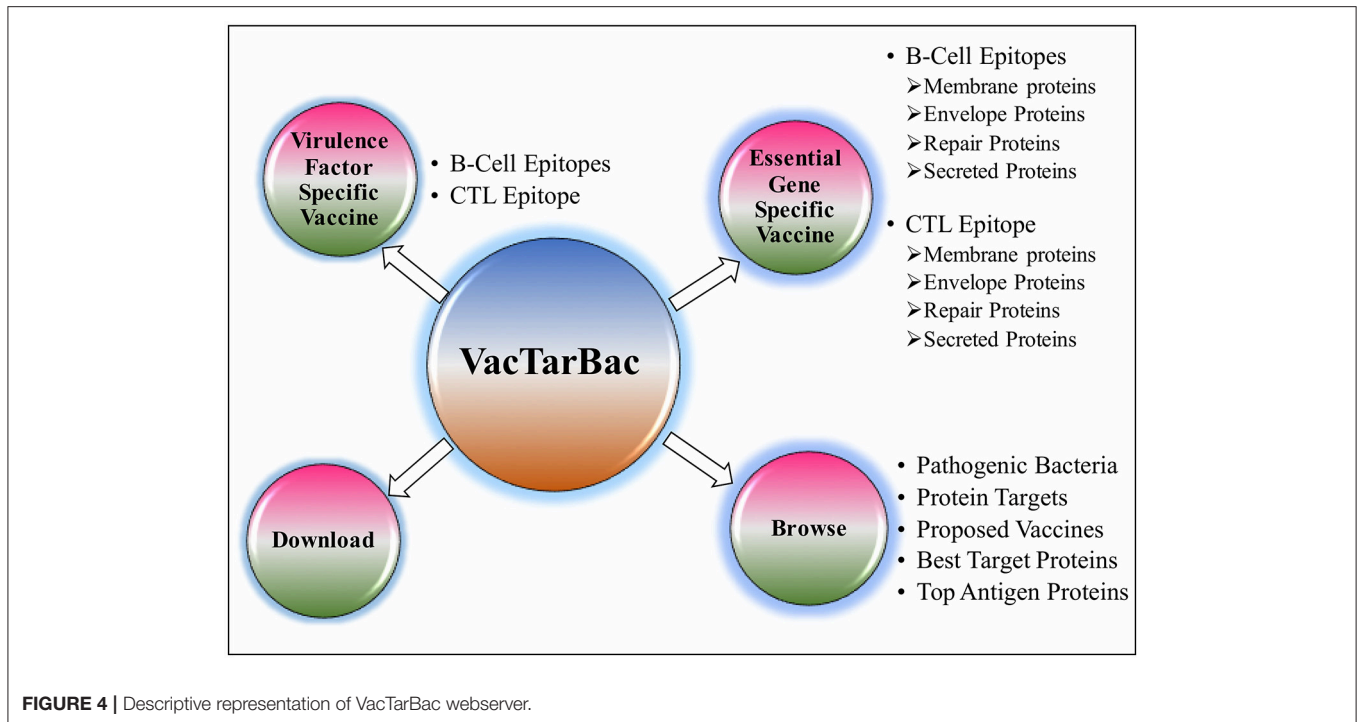 Virulence
Factor
Specific
Vaccine
• B-Cell Epitopes
• CTL Epitope
Essential
Gene
Specific
Vaccine
• B-Cell Epitopes
➢Membrane proteins
➢Envelope Proteins
➢Repair Proteins
➢Secreted Proteins
• CTL Epitope
➢Membrane proteins
➢Envelope Proteins
➢Repair Proteins
➢Secreted Proteins
VacTarBac
Download
Browse
• Pathogenic Bacteria
• Protein Targets
• Proposed Vaccines
• Best Target Proteins
• Top Antigen Proteins
FIGURE 4 | Descriptive representation of VacTarBac webserver.